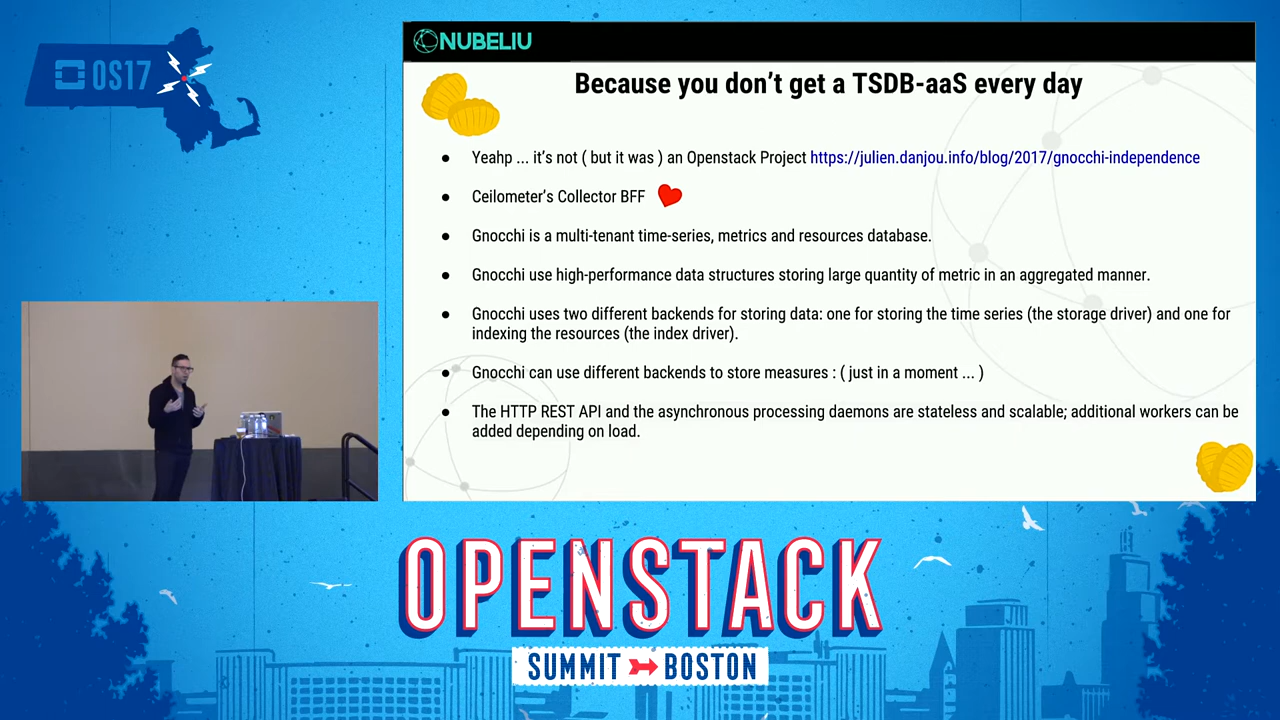 OS17
NUBELIU
Because you don't get a TSDB-aaS every day
Yeahp ... it's not ( but it was ) an Openstack Project https://julien.danjou.info/blog/2017/gnocchi-independence
Ceilometer's Collector BFF
Gnocchi is a multi-tenant time-series, metrics and resources database.
Gnocchi use high-performance data structures storing large quantity of metric in an aggregated manner.
Gnocchi uses two different backends for storing data: one for storing the time series (the storage driver) and one for
indexing the resources (the index driver).
Gnocchi can use different backends to store measures : ( just in a moment ... )
The HTTP REST API and the asynchronous processing daemons are stateless and scalable; additional workers can be
added depending on load.
OPENSTACK
SUMMIT BOSTON